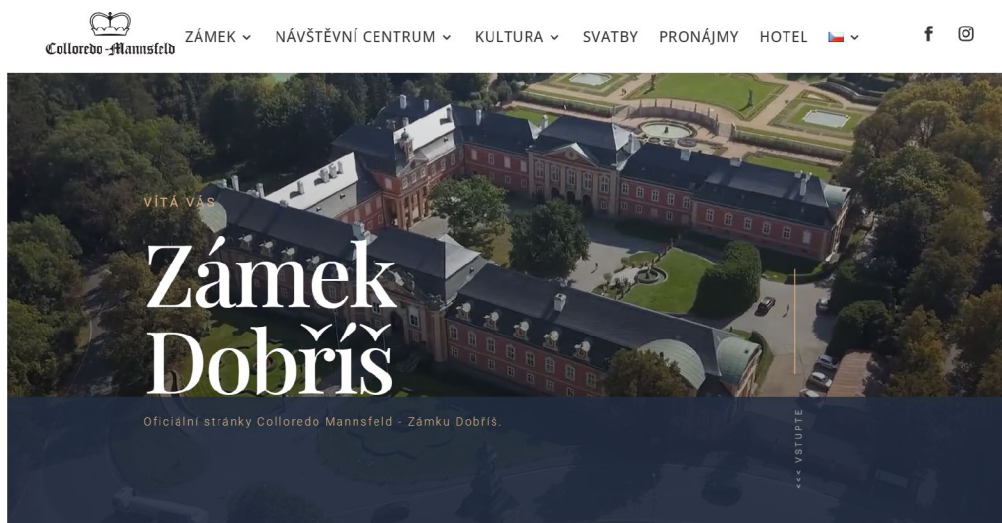 Colloredo-Mannsfeld
ZÁMEK
NÁVŠTĚVNÍ CENTRUM
KULTURA
SVATBY
PRONÁJMY
HOTEL
VÍTÁ VÁS
Zámek
Dobříš
Oficiální stránky Colloredo Mannsfeld - Zámku Dobříš.
<<< VSTUPTE